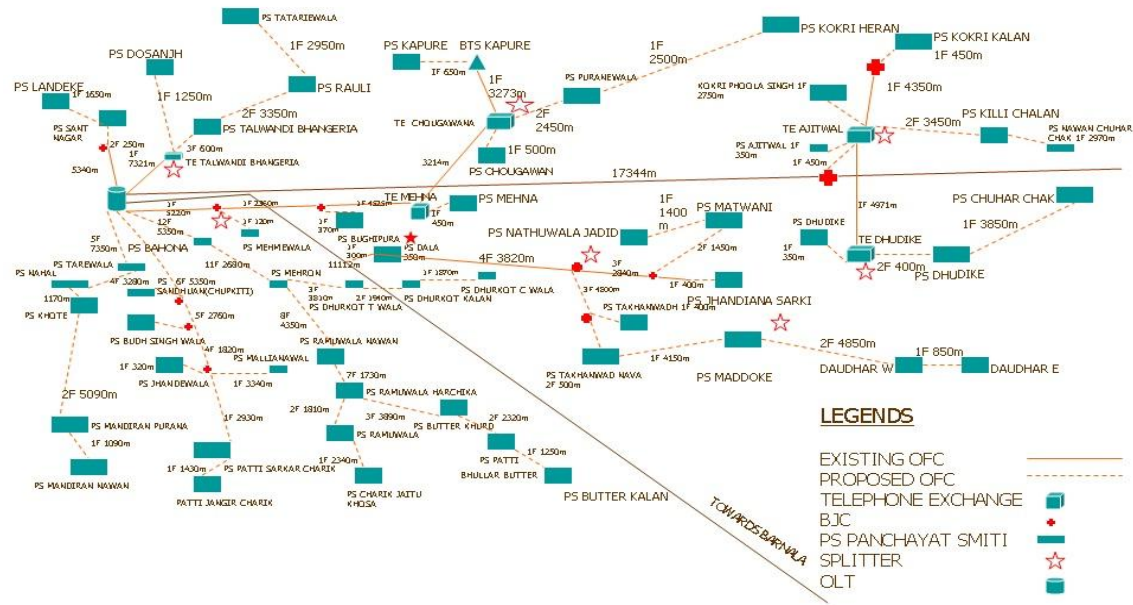 PS TATARIEWALA
1F 2950m
PS DOSANJH
1F 1250m
PS RAULI
2F 3350m
PS TALWANDI BHANGERIA
3F 600m
TE TALWANDI BHANGERIA
PS LANDEKE
1F 1650m
PS SANT
NAGAR
2F 250m
1F
7321m
5340m
PS KAPURE
BTS KAPURE
1F 650m
1F
3273m
TE CHOUGAWANA
PS PURANEWALA
2F
2450m
1F
2500m
PS KOKRI HERAN
1F 500m
PS CHOUGAWAN
3214m
PS KOKRI KALAN
1F 450m
1F 4350m
KOKRI PHOOLA SINGH 1F
2750m
TE AJITWAL
2F 3450m
PS KILLI CHALAN
PS NAWAN CHUHAR
CHAK 1F 2970m
PS AJITWAL 1F
350m
1F 450m
17344m
1F 4971m
PS CHUHAR CHAK
1F 3850m
PS DHUDIKE
1F
350m
TE DHUDIKE
2F 400m
PS DHUDIKE
TE MEHNA
PS MEHNA
1F
450m
PS BUGHIPURA
PS DALA
350m
4F 3820m
PS NATHUWALA JADID
1F
1400
m
PS MATWANI
2F 1450m
3F
2840m
1F 400m
PS JHANDIANA SARKI
3F 4800m
PS TAKHANWADH 1F 400m
PS TAKHANWAD NAVA
2F 500m
1F 4150m
PS MADDOKE
2F 4850m
DAUDHAR W
1F 850m
DAUDHAR E
12F
5350m
PS BAHONA
1F 120m
PS MEHMEWALA
11F 2680m
PS MEHRON
PS DHURKOT T WALA
1F 1870m
PS DHURKOT C WALA
PS DHURKOT KALAN
5F
7350m
PS TAREWALA
PS NAHAL
4F 3280m
1170m
PS KHOTE
PS
6F 5350m
SANDHUAN(CHUPKITTI)
5F 2760m
PS BUDH SINGH WALA
4F 1820m
PS MALLIANAWAL
1F 320m
PS JHANDEWALA
1F 3340m
8F
4350m
PS RAMUWALA NAWAN
7F 1730m
PS RAMUWALA HARCHIKA
2F 1810m
3F 3890m
PS BUTTER KHURD
2F 2320m
PS RAMUWALA
1F 2340m
PS CHARIK JAITU
KHOSA
PS PATTI
BHULLAR BUTTER
1F 1250m
PS BUTTER KALAN
2F 5090m
PS MANDIRAN PURANA
1F 1090m
PS MANDIRAN NAWAN
1F 2930m
1F 1430m
PS PATTI SARKAR CHARIK
PATTI JANGIR CHARIK
TOWARDS BARNALA
LEGENDS
EXISTING OFC
PROPOSED OFC
TELEPHONE EXCHANGE
BJC
PS PANCHAYAT SMITI
SPLITTER
OLT